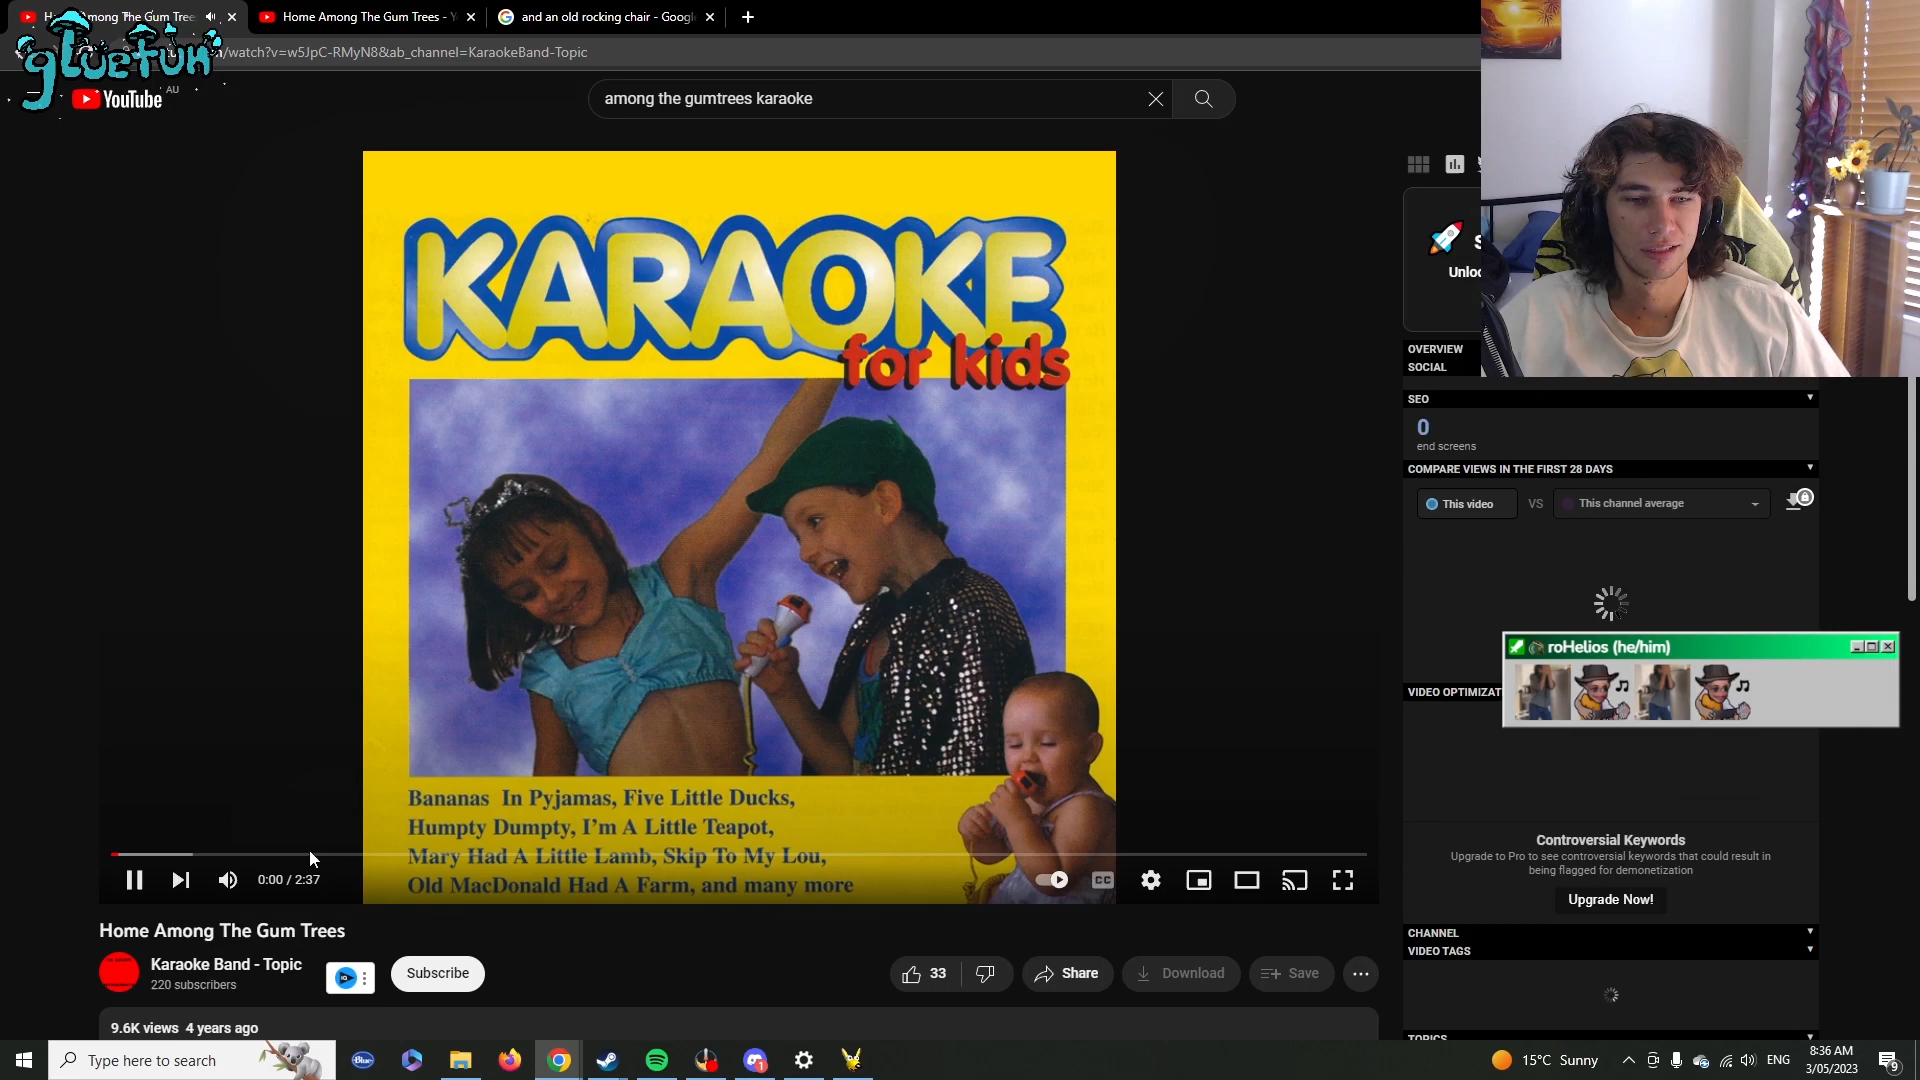 Home Among The Gum Tree
Home Among The Gum Trees - Y
and an old rocking chair - Googl
/watch?v=w5JpC-RMyN8&ab_channel=KaraokeBand-Topic
gluefun
YouTube AU
among the gumtrees karaoke
KARAOKE
for kids
Bananas In Pyjamas, Five Little Ducks,
Humpty Dumpty, I'm A Little Teapot,
Mary Had A Little Lamb, Skip To My Lou,
Old MacDonald Had A Farm, and many more
0:00 / 2:37
CC
Home Among The Gum Trees
Karaoke Band - Topic
220 subscribers
Subscribe
33
Share
Download
Save
9.6K views 4 years ago
S
Unloc
OVERVIEW
SOCIAL
SEO
0
end screens
COMPARE VIEWS IN THE FIRST 28 DAYS
This video
VS
This channel average
roHelios (he/him)
VIDEO OPTIMIZAT
Controversial Keywords
Upgrade to Pro to see controversial keywords that could result in
being flagged for demonetization
Upgrade Now!
CHANNEL
VIDEO TAGS
TOPICS
Type here to search
Blue
15°C Sunny
ENG
8:36 AM
3/05/2023
9